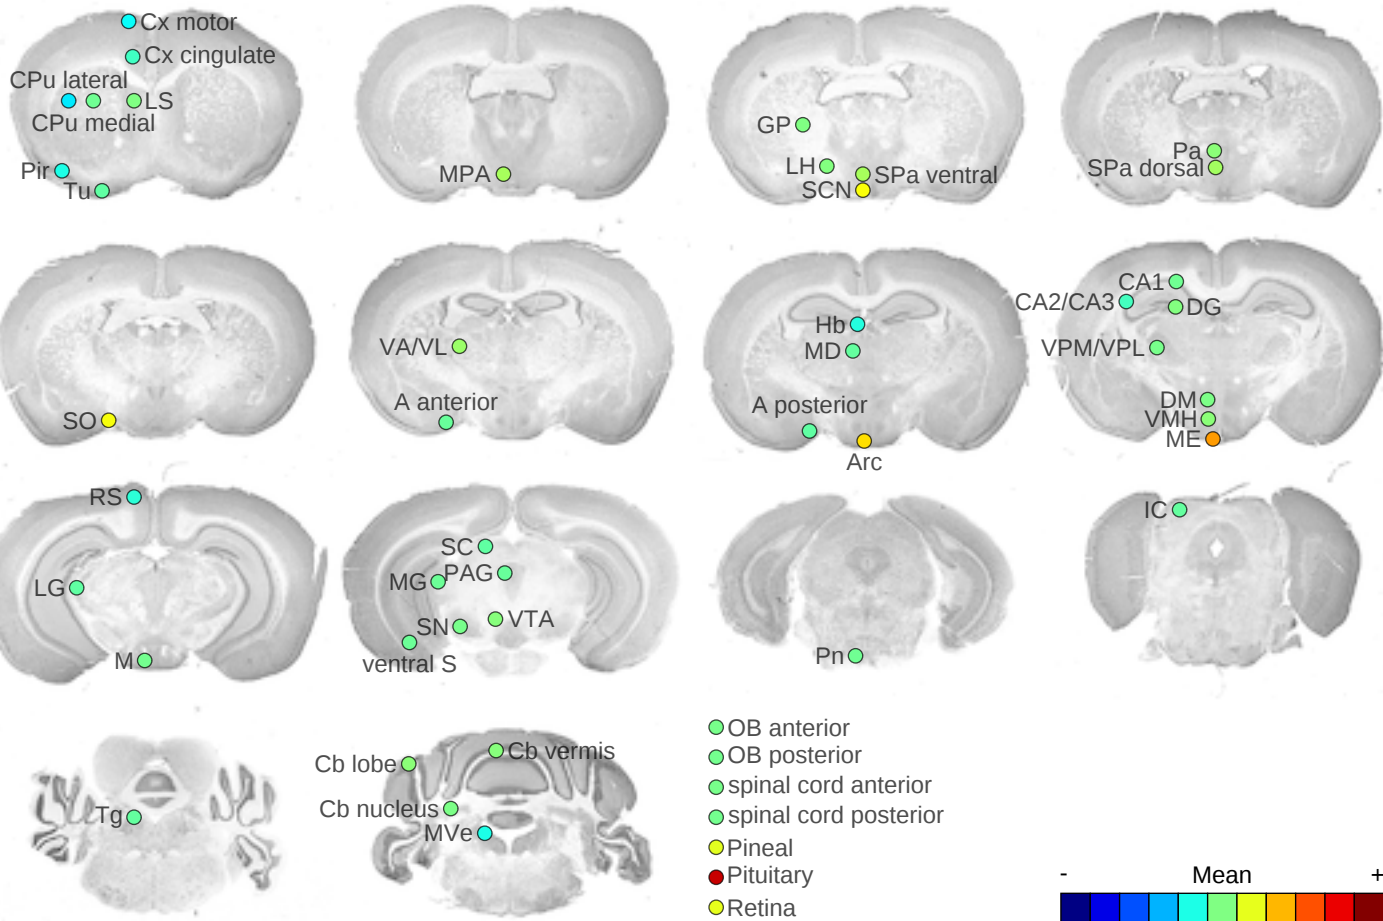 Cx motor
Cx cingulate
CPu lateral
LS
CPu medial
Pir
Tu
MPA
GP
LH
SPa ventral
SCN
Pa
SPa dorsal
SO
VA/VL
A anterior
Hb
MD
A posterior
Arc
CA1
CA2/CA3
DG
VPM/VPL
DM
VMH
ME
RS
LG
M
SC
PAG
MG
VTA
SN
ventral S
Pn
IC
Tg
Cb vermis
Cb lobe
Cb nucleus
MVe
OB anterior
OB posterior
spinal cord anterior
spinal cord posterior
Pineal
Pituitary
Retina
- Mean +